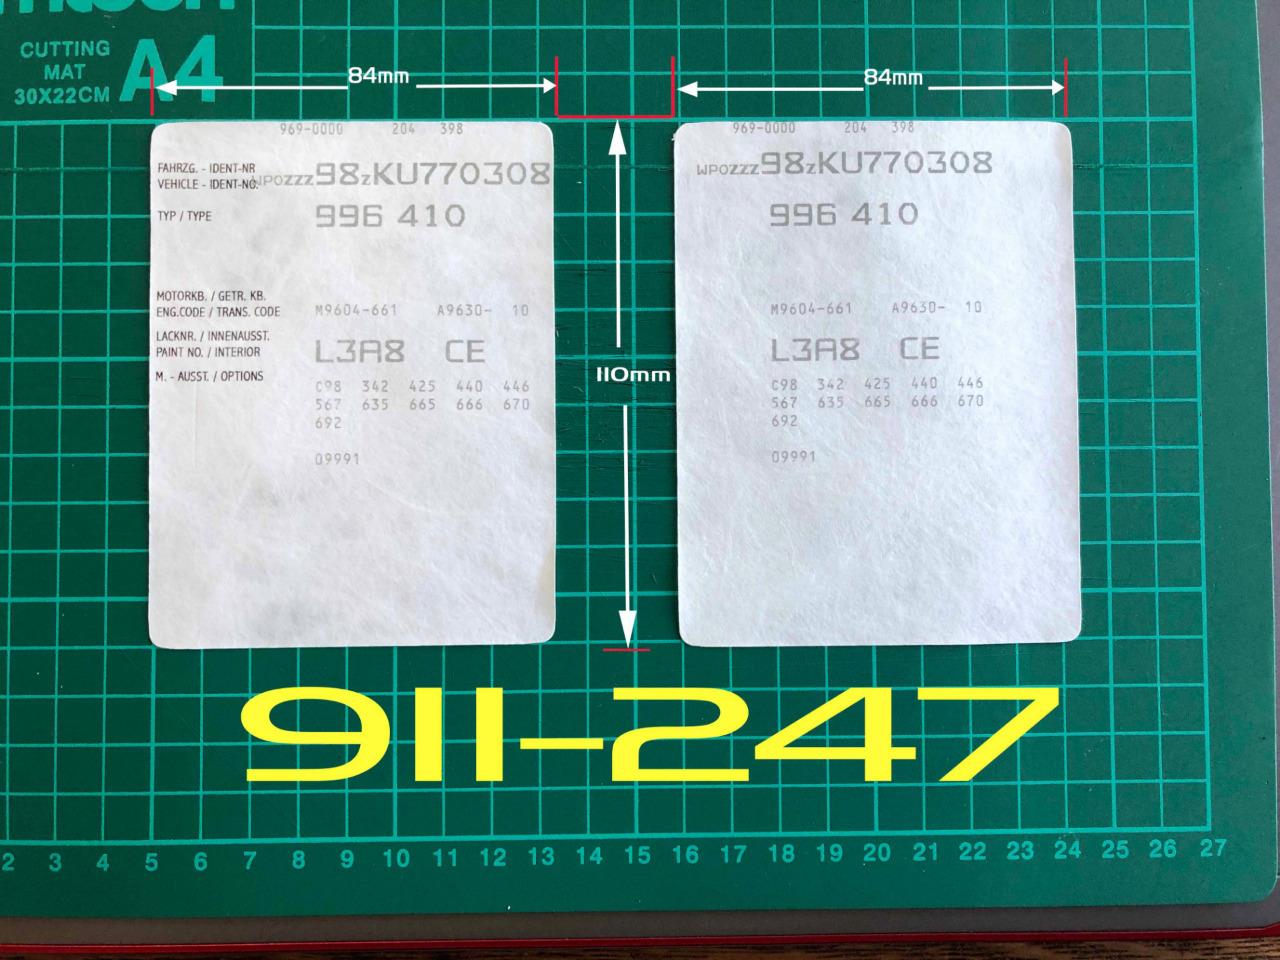 CUTTING
MAT
30X22CM
A4
84mm
84mm
969-0000 204 398
FAHRZG. - IDENT-NR
VEHICLE - IDENT-NO.
WPOZZZ98ZKU770308
TYP / TYPE
996 410
MOTORKB. / GETR. KB.
ENG.CODE / TRANS. CODE
M9604-661 A9630- 10
LACKNR. / INNENAUSST.
PAINT NO. / INTERIOR
L3A8 CE
M. - AUSST. / OPTIONS
C98 342 425 440 446
567 635 665 666 670
692
09991
969-0000 204 398
WPOZZZ98ZKU770308
996 410
M9604-661 A9630- 10
L3A8 CE
C98 342 425 440 446
567 635 665 666 670
692
09991
110mm
911-247
2 3 4 5 6 7 8 9 10 11 12 13 14 15 16 17 18 19 20 21 22 23 24 25 26 27